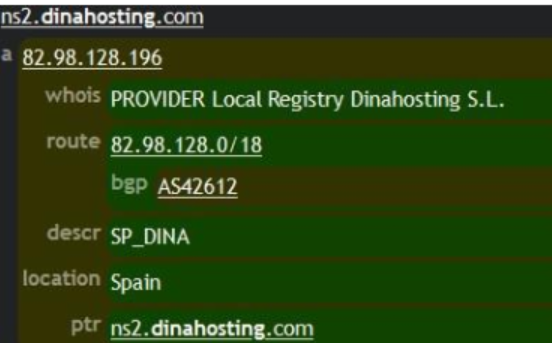 ns2.dinahosting.com
a 82.98.128.196
whois PROVIDER Local Registry Dinahosting S.L.
route 82.98.128.0/18
bgp AS42612
descr SP_DINA
location Spain
ptr ns2.dinahosting.com